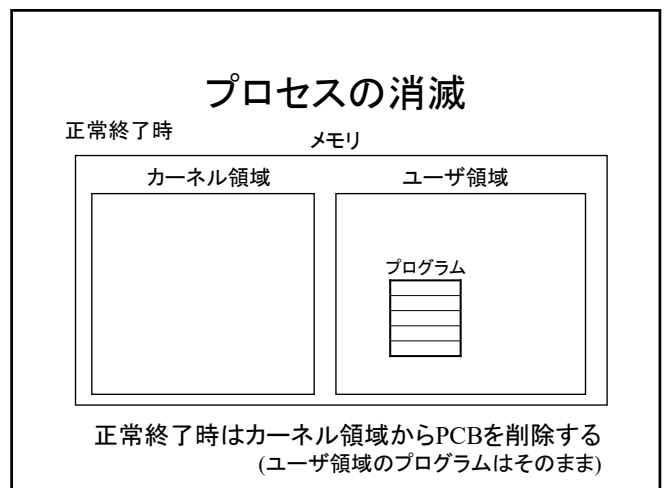 プロセスの消滅
正常終了時
メモリ
カーネル領域
ユーザ領域
プログラム
正常終了時はカーネル領域からPCBを削除する
(ユーザ領域のプログラムはそのまま)